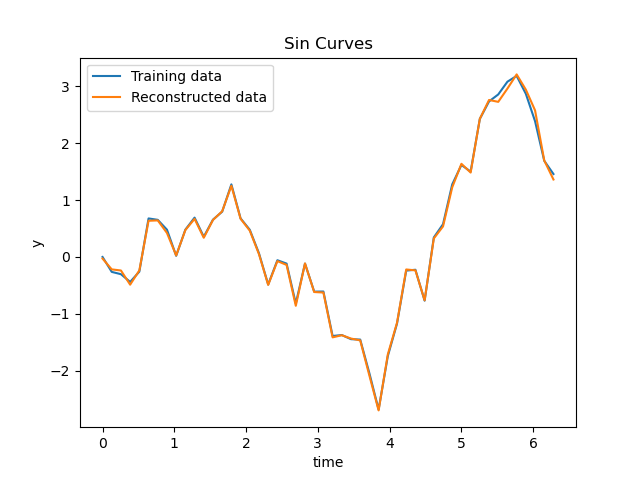 Sin Curves
Training data
Reconstructed data
3
2
1
0
−1
−2
y
0 1 2 3 4 5 6
time